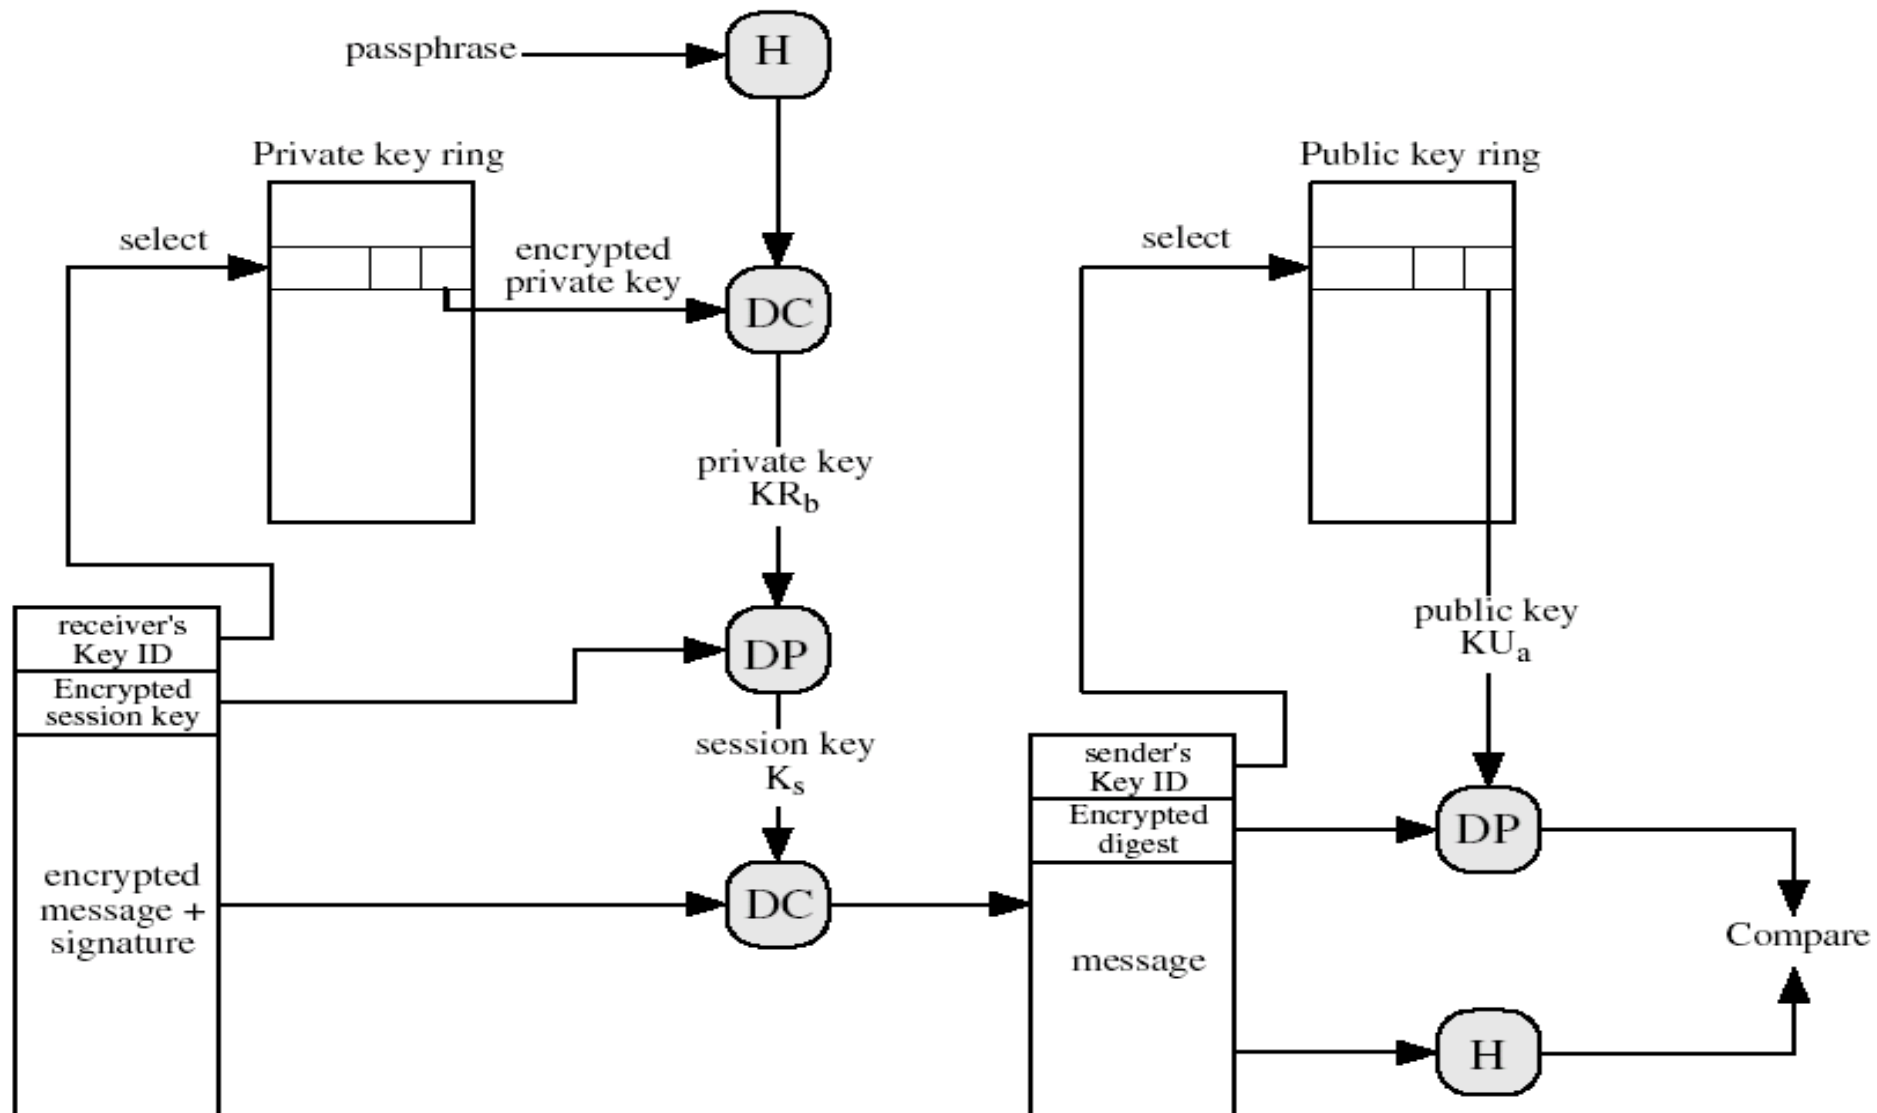 passphrase
H
Private key ring
Public key ring
select
encrypted
private key
select
DC
private key
KRb
receiver's
Key ID
Encrypted
session key
DP
public key
KUa
session key
Ks
sender's
Key ID
Encrypted
digest
DP
encrypted
message +
signature
DC
message
Compare
H